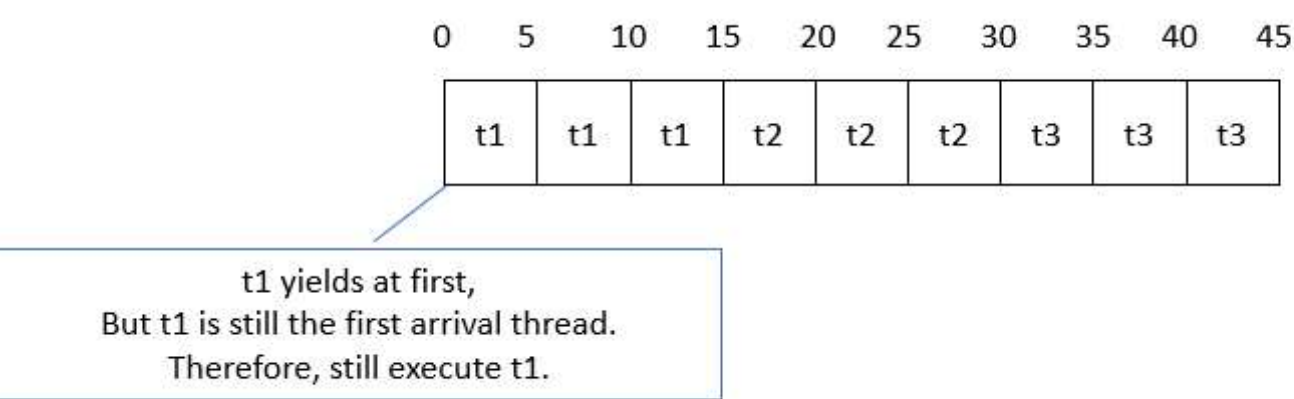 0 5 10 15 20 25 30 35 40 45
t1 t1 t1 t2 t2 t2 t3 t3 t3
t1 yields at first,
But t1 is still the first arrival thread.
Therefore, still execute t1.